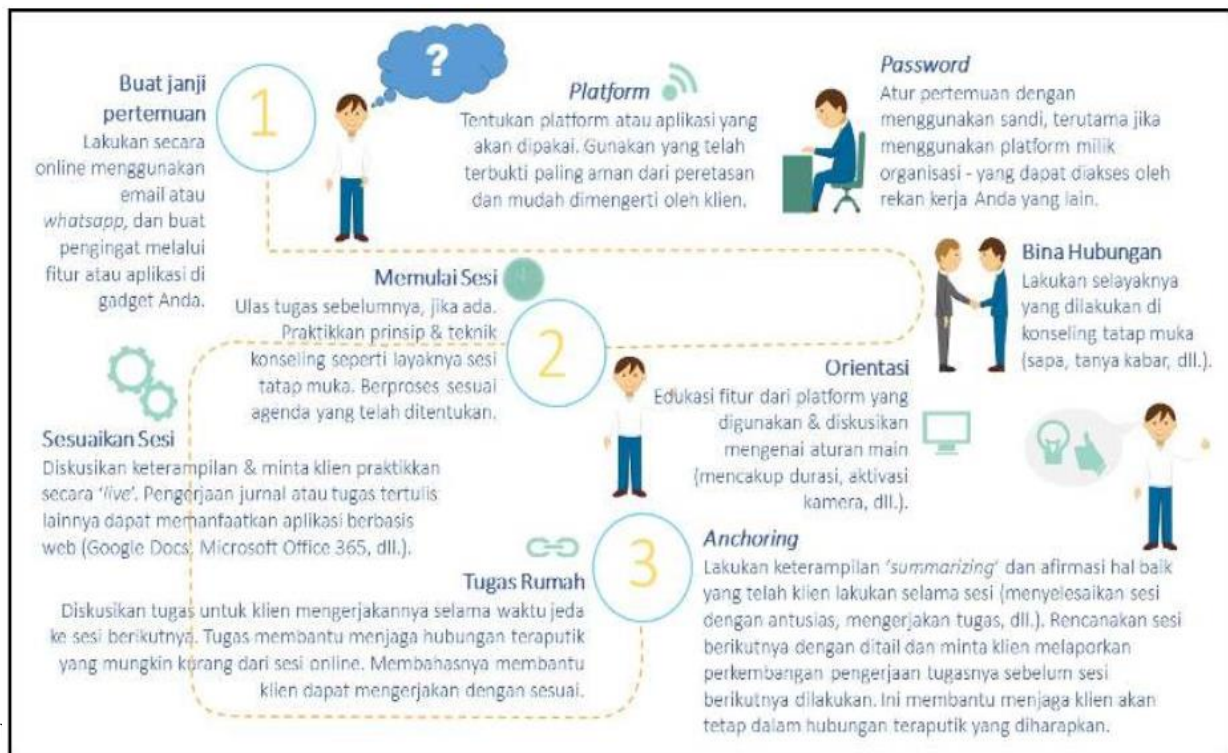 Buat janji
pertemuan
Lakukan secara
online menggunakan
email atau
whatsapp, dan buat
pengingat melalui
fitur atau aplikasi di
gadget Anda.
1
?
Platform
Tentukan platform atau aplikasi yang
akan dipakai. Gunakan yang telah
terbukti paling aman dari peretasan
dan mudah dimengerti oleh klien.
Password
Atur pertemuan dengan
menggunakan sandi, terutama jika
menggunakan platform milik
organisasi - yang dapat diakses oleh
rekan kerja Anda yang lain.
Bina Hubungan
Lakukan selayaknya
yang dilakukan di
konseling tatap muka
(sapa, tanya kabar, dll.).
Orientasi
Edukasi fitur dari platform yang
digunakan & diskusikan
mengenai aturan main
(mencakup durasi, aktivasi
kamera, dll.).
2
Memulai Sesi
Ulas tugas sebelumnya, jika ada.
Praktikkan prinsip & teknik
konseling seperti layaknya sesi
tatap muka. Berproses sesuai
agenda yang telah ditentukan.
Sesuaikan Sesi
Diskusikan keterampilan & minta klien praktikkan
secara 'live'. Pengerjaan jurnal atau tugas tertulis
lainnya dapat memanfaatkan aplikasi berbasis
web (Google Docs, Microsoft Office 365, dll.).
Tugas Rumah
Diskusikan tugas untuk klien mengerjakannya selama waktu jeda
ke sesi berikutnya. Tugas membantu menjaga hubungan teraputik
yang mungkin kurang dari sesi online. Membahasnya membantu
klien dapat mengerjakan dengan sesuai.
3
Anchoring
Lakukan keterampilan 'summarizing' dan afirmasi hal baik
yang telah klien lakukan selama sesi (menyelesaikan sesi
dengan antusias, mengerjakan tugas, dll.). Rencanakan sesi
berikutnya dengan ditail dan minta klien melaporkan
perkembangan pengerjaan tugasnya sebelum sesi
berikutnya dilakukan. Ini membantu menjaga klien akan
tetap dalam hubungan teraputik yang diharapkan.